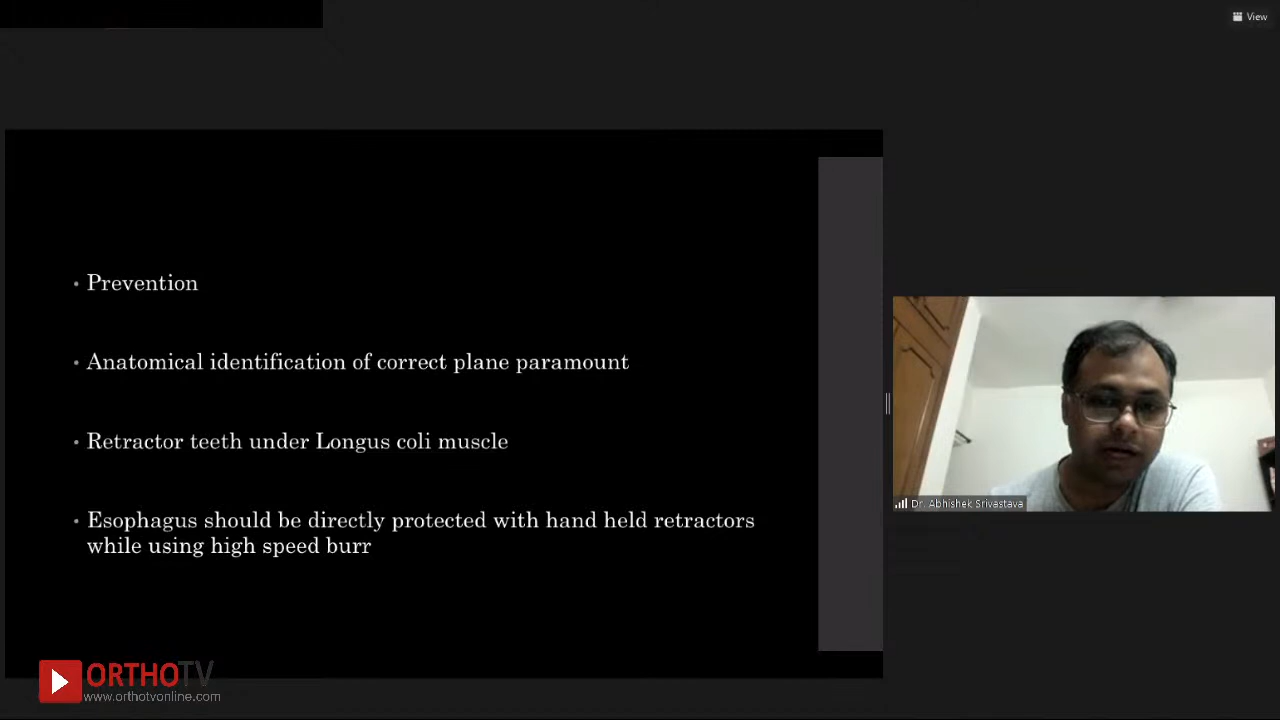 View
• Prevention
• Anatomical identification of correct plane paramount
• Retractor teeth under Longus coli muscle
• Esophagus should be directly protected with hand held retractors
while using high speed burr
Dr. Abhishek Srivastava
ORTHOTV
www.orthotvonline.com